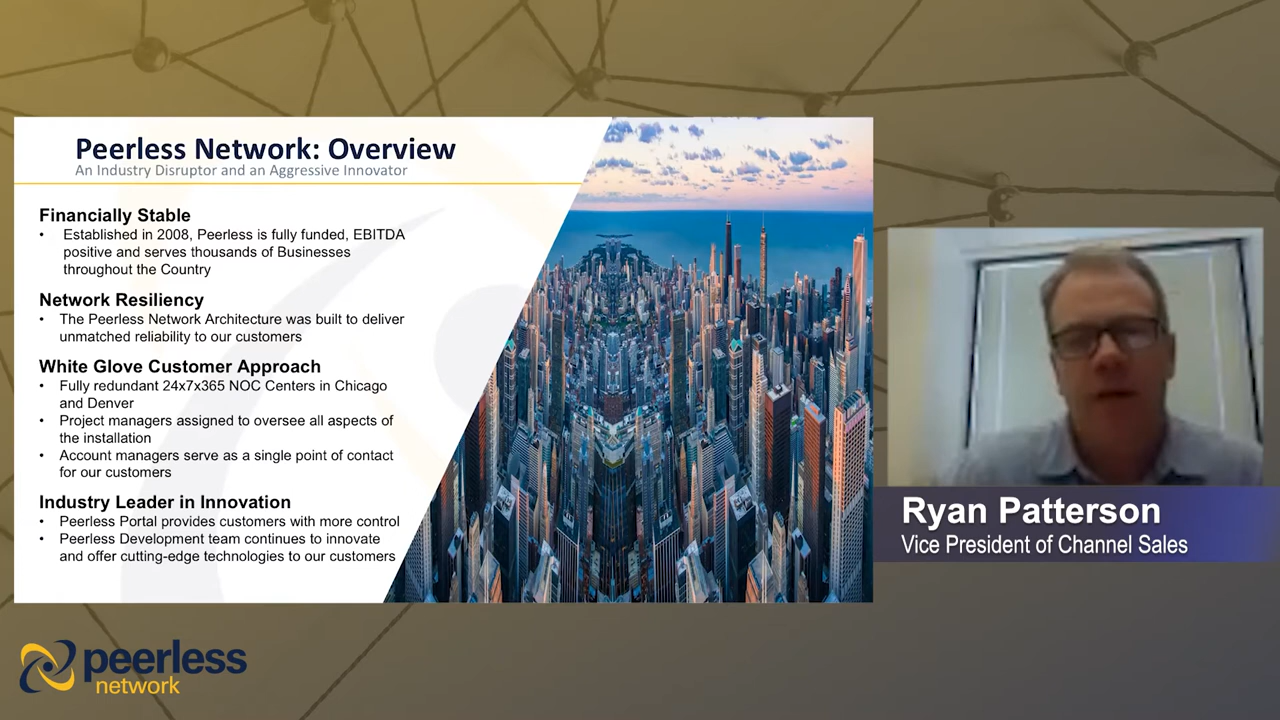 Peerless Network: Overview
An Industry Disruptor and an Aggressive Innovator
Financially Stable
• Established in 2008, Peerless is fully funded, EBITDA
positive and serves thousands of Businesses
throughout the Country
Network Resiliency
• The Peerless Network Architecture was built to deliver
unmatched reliability to our customers
White Glove Customer Approach
• Fully redundant 24x7x365 NOC Centers in Chicago
and Denver
• Project managers assigned to oversee all aspects of
the installation
• Account managers serve as a single point of contact
for our customers
Industry Leader in Innovation
• Peerless Portal provides customers with more control
• Peerless Development team continues to innovate
and offer cutting-edge technologies to our customers
Ryan Patterson
Vice President of Channel Sales
peerless
network